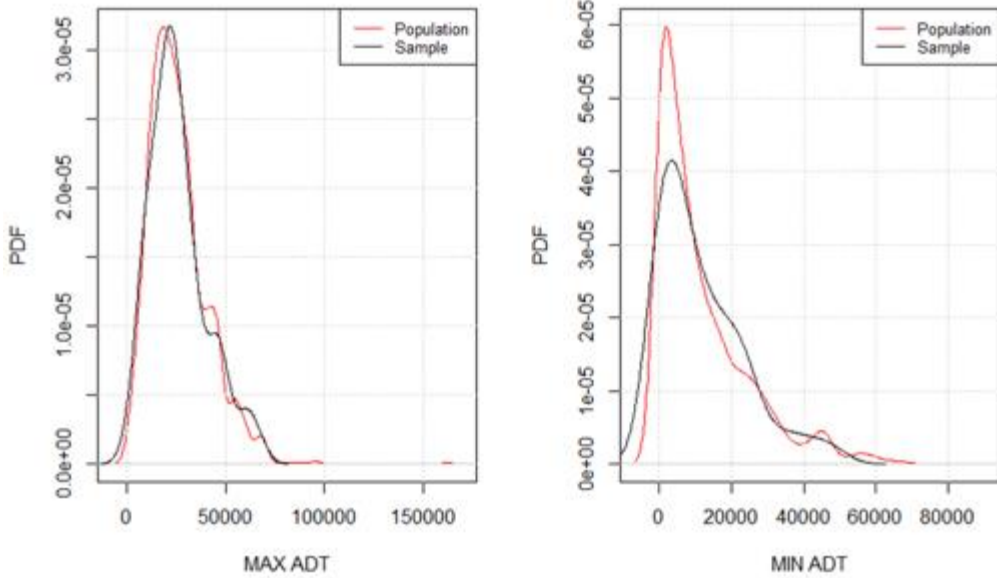 Population
Sample
3.0e-05
2.0e-05
1.0e-05
0.0e+00
PDF
0 50000 100000 150000
MAX ADT
Population
Sample
6e-05
5e-05
4e-05
3e-05
2e-05
1e-05
0e+00
PDF
0 20000 40000 60000 80000
MIN ADT